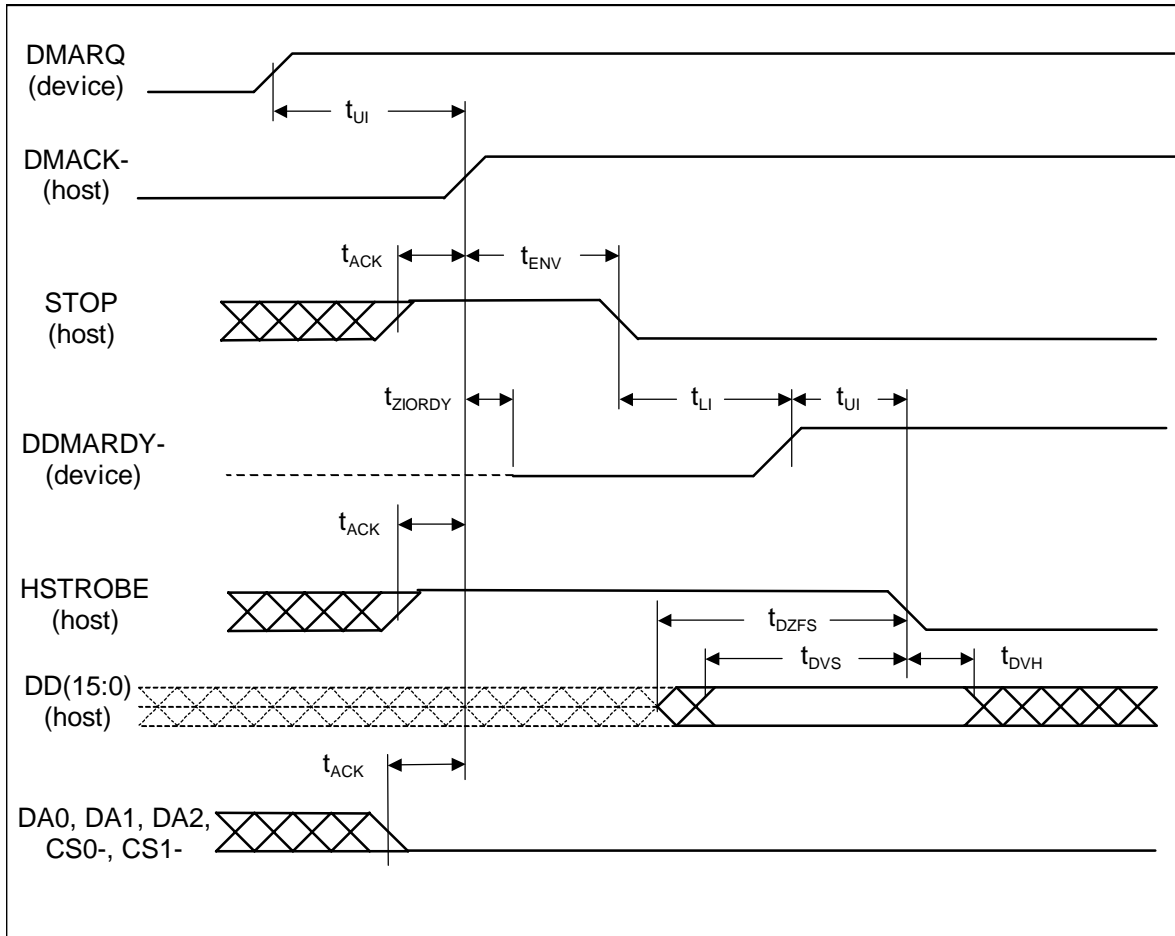 DMARQ
(device)
tUI
DMACK-
(host)
tACK
tENV
STOP
(host)
tZIORDY
tLI
tUI
DDMARDY-
(device)
tACK
HSTROBE
(host)
tDZFS
tDVS
tDVH
DD(15:0)
(host)
tACK
DA0, DA1, DA2,
CS0-, CS1-